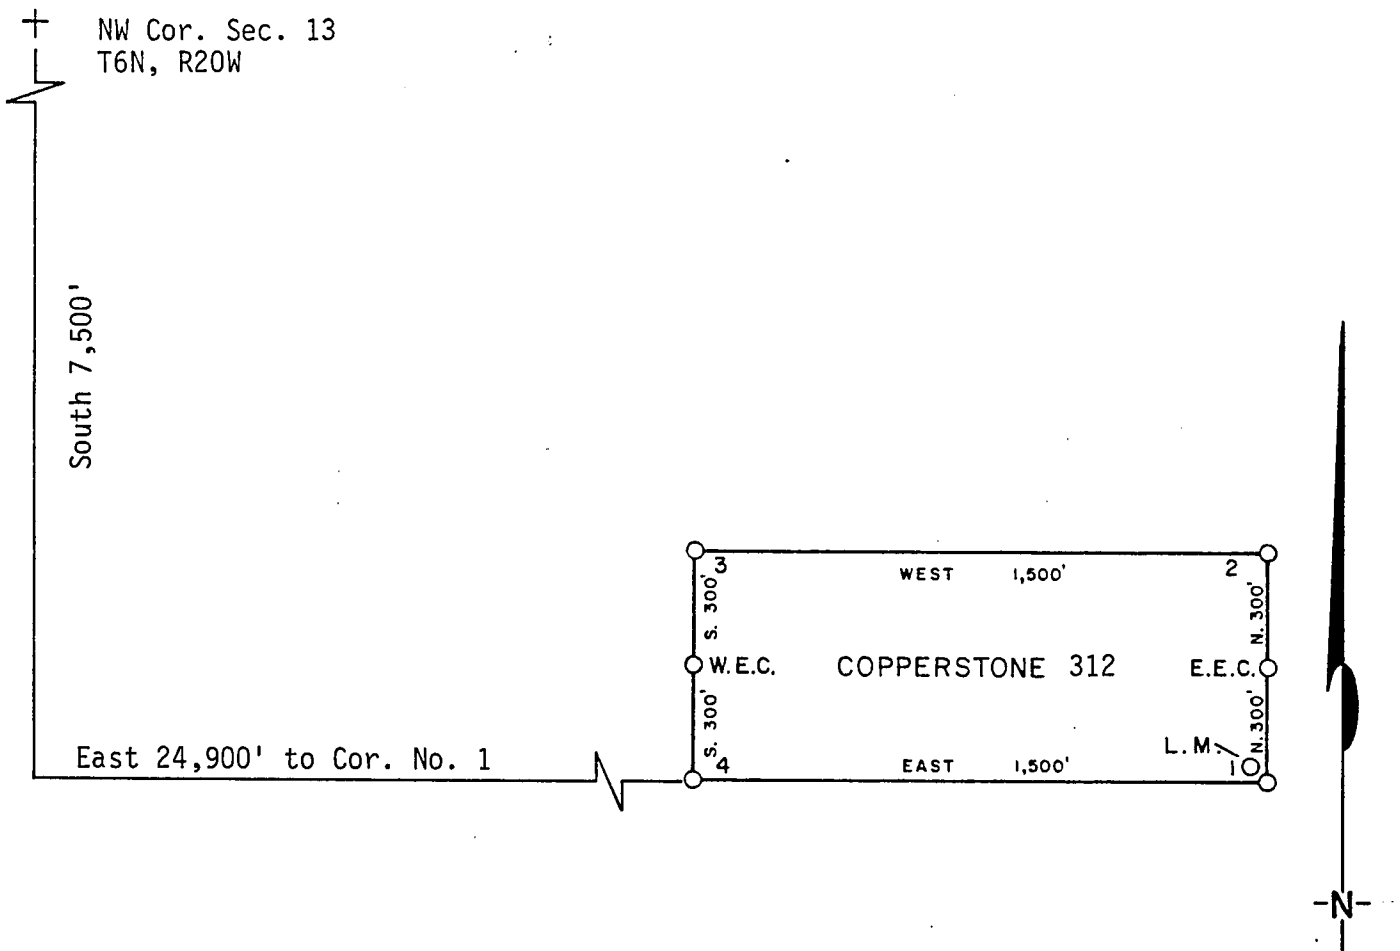 NW Cor. Sec. 13
T6N, R20W
South 7,500'
3
WEST 1,500'
2
S. 300'
N. 300'
W.E.C.
COPPERSTONE 312
E.E.C.
S. 300'
N. 300'
L.M.
East 24,900' to Cor. No. 1
4
EAST 1,500'
1
-N-